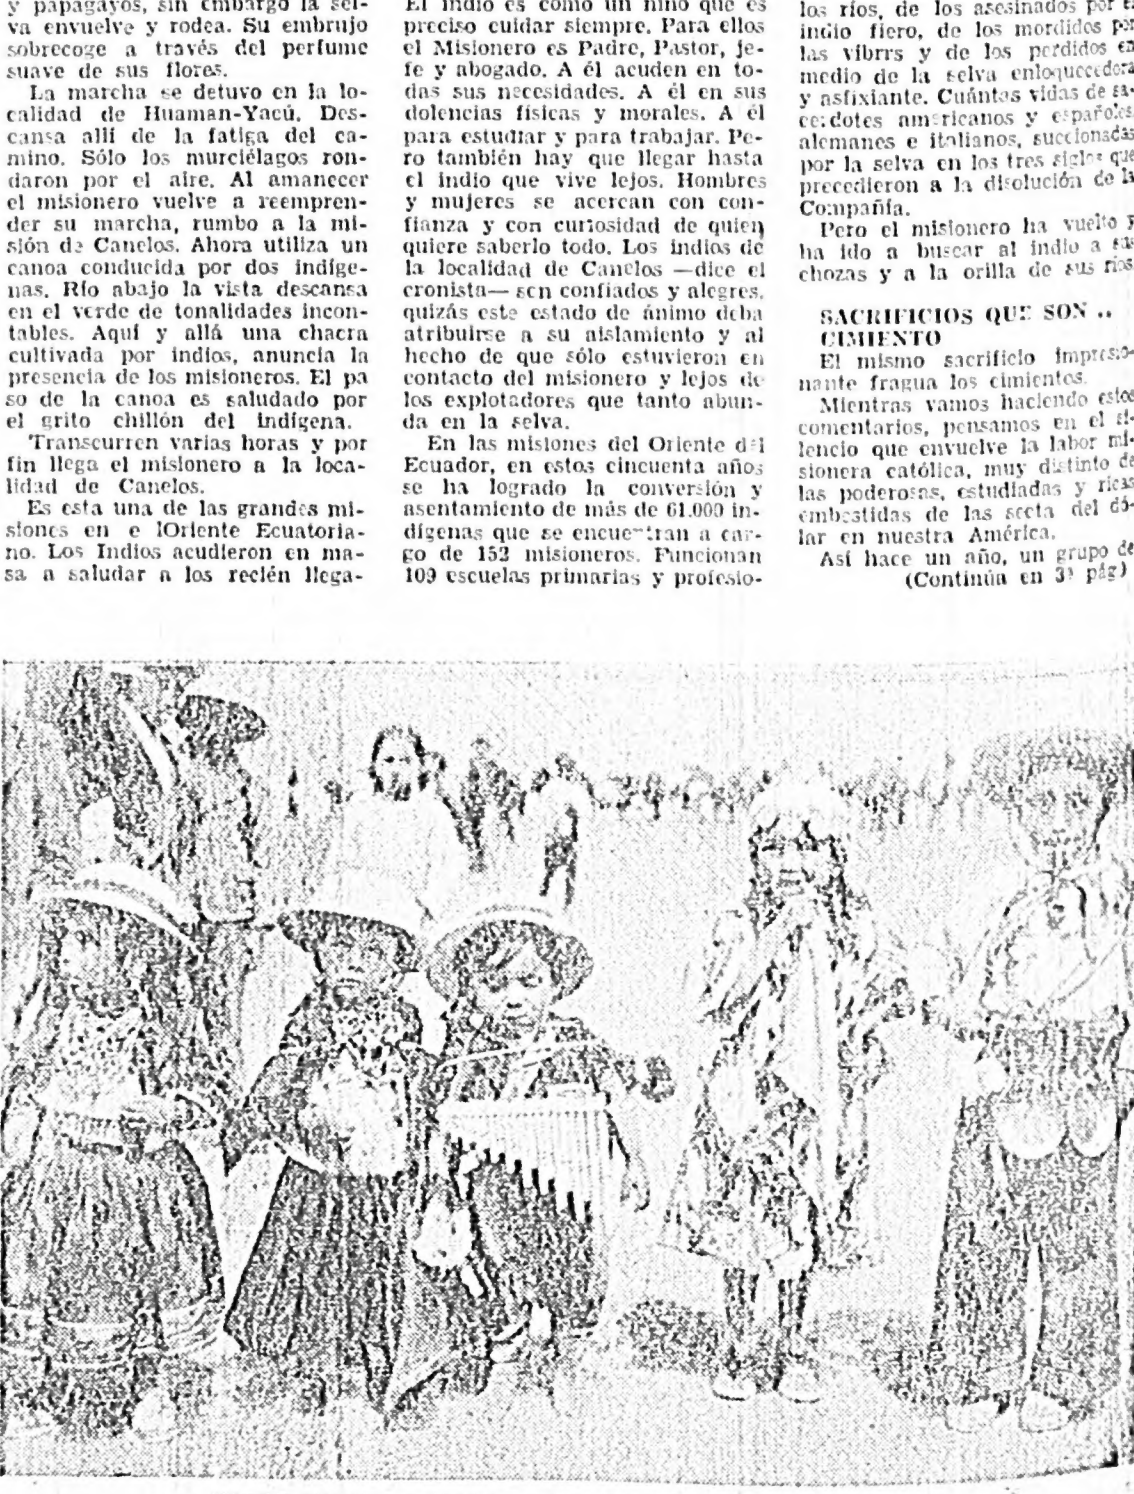 y papagayos, sin embargo la sel-
va envuelve y rodea. Su embrujo
sobrecoge a través del perfume
suave de sus flores.
La marcha se detuvo en la lo-
calidad de Huaman-Yacú. Des-
cansa allí de la fatiga del ca-
mino. Sólo los murciélagos ron-
daron por el aire. Al amanecer
el misionero vuelve a reempren-
der su marcha, rumbo a la mi-
sión de Canelos. Ahora utiliza un
canoa conducida por dos indíge-
nas. Río abajo la vista descansa
en el verde de tonalidades incon-
tables. Aquí y allá una chacra
cultivada por indios, anuncia la
presencia de los misioneros. El pa
so de la canoa es saludado por
el grito chillón del indígena.
Transcurren varias horas y por
fin llega el misionero a la loca-
lidad de Canelos.
Es esta una de las grandes mi-
siones en e lOriente Ecuatoria-
no. Los Indios acudieron en ma-
sa a saludar a los recién llega-
El indio es como un niño que es
preciso cuidar siempre. Para ellos
el Misionero es Padre, Pastor, je-
fe y abogado. A él acuden en to-
das sus necesidades. A él en sus
dolencias físicas y morales. A él
para estudiar y para trabajar. Pe-
ro también hay que llegar hasta
el indio que vive lejos. Hombres
y mujeres se acercan con con-
fianza y con curiosidad de quien
quiere saberlo todo. Los indios de
la localidad de Canelos —dice el
cronista— son confiados y alegres,
quizás este estado de ánimo deba
atribuirse a su aislamiento y al
hecho de que sólo estuvieron en
contacto del misionero y lejos de
los explotadores que tanto abun-
da en la selva.
En las misiones del Oriente del
Ecuador, en estos cincuenta años
se ha logrado la conversión y
asentamiento de más de 61.000 in-
dígenas que se encuentran a car-
go de 152 misioneros. Funcionan
109 escuelas primarias y profesio-
los ríos, de los asesinados por el
indio fiero, de los mordidos por
las víbrrs y de los perdidos en
medio de la selva enloquecedora
y asfixiante. Cuántas vidas de sa-
cerdotes americanos y españoles,
alemanes e italianos, succionadas
por la selva en los tres siglos que
precedieron a la disolución de la
Compañía.
Pero el misionero ha vuelto y
ha ido a buscar al indio a sus
chozas y a la orilla de sus ríos
SACRIFICIOS QUE SON ..
CIMIENTO
El mismo sacrificio impresio-
nante fragua los cimientos.
Mientras vamos haciendo estos
comentarios, pensamos en el si-
lencio que envuelve la labor mi-
sionera católica, muy distinto de
las poderosas, estudiadas y ricas
embestidas de las secta del dó-
lar en nuestra América.
Así hace un año, un grupo de
(Continúa en 3ª pág)